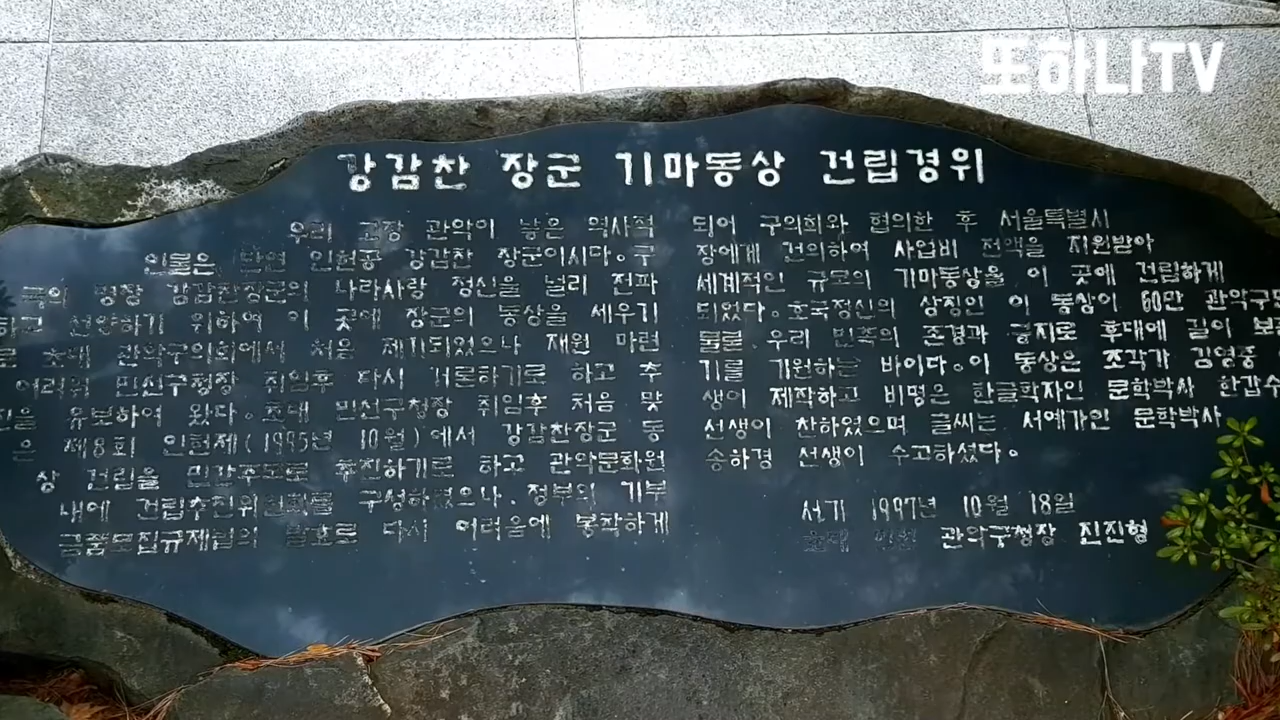 또하나TV
강감찬 장군 기마동상 건립경위
우리 고장 관악이 낳은 역사적
인물은 단연 인헌공 강감찬 장군이시다. 구
국의 명장 강감찬장군의 나라사랑 정신을 널리 전파
하고 선양하기 위하여 이 곳에 장군의 동상을 세우기
로 초대 관악구의회에서 처음 제기되었으나 재원 마련
어려워 민선구청장 취임후 다시 거론하기로 하고 추
진을 유보하여 왔다. 초대 민선구청장 취임후 처음 맞
은 제8회 인헌제(1995년 10월)에서 강감찬장군 동
상 건립을 민간주도로 추진하기로 하고 관악문화원
내에 건립추진위원회를 구성하였으나, 정부의 기부
금품모집규제법의 발효로 다시 어려움에 봉착하게
되어 구의회와 협의한 후 서울특별시
장에게 건의하여 사업비 전액을 지원받아
세계적인 규모의 기마동상을 이 곳에 건립하게
되었다. 호국정신의 상징인 이 동상이 60만 관악구민
물론 우리 민족의 존경과 긍지로 후대에 길이 보
기를 기원하는 바이다. 이 동상은 조각가 김영중
생이 제작하고 비명은 한글학자인 문학박사 한갑수
선생이 찬하였으며 글씨는 서예가인 문학박사
송하경 선생이 수고하셨다.
서기 1997년 10월 18일
초대 민선 관악구청장 진진형